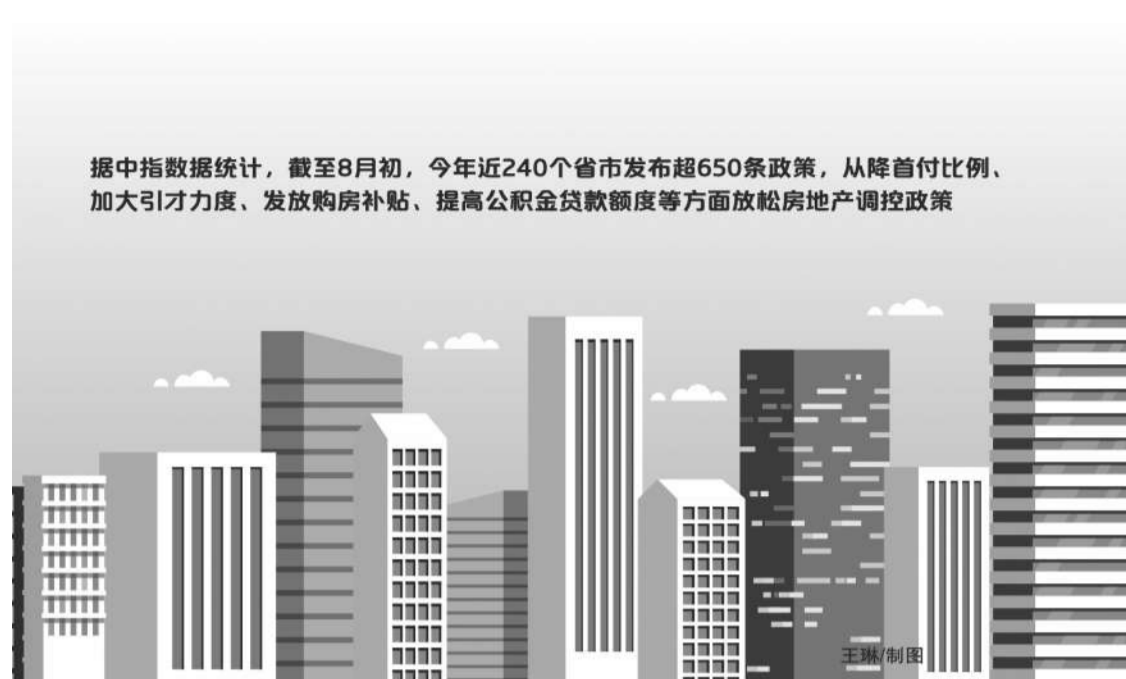 据中指数据统计，截至8月初，今年近240个省市发布超650条政策，从降首付比例、
加大引才力度、发放购房补贴、提高公积金贷款额度等方面放松房地产调控政策
王琳/制图